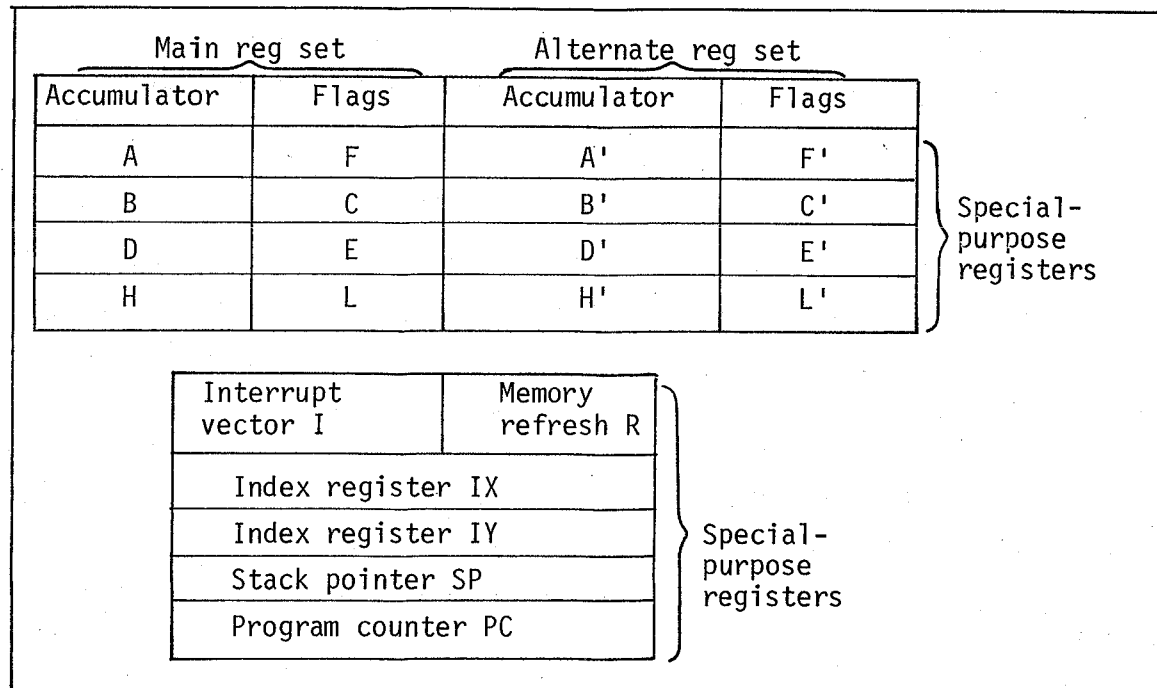 Main reg set Alternate reg set
Accumulator Flags Accumulator Flags
A F A' F'
B C B' C'
D E D' E'
H L H' L'
Special-
purpose
registers
Interrupt Memory
vector I refresh R
Index register IX
Index register IY
Stack pointer SP
Program counter PC
Special-
purpose
registers